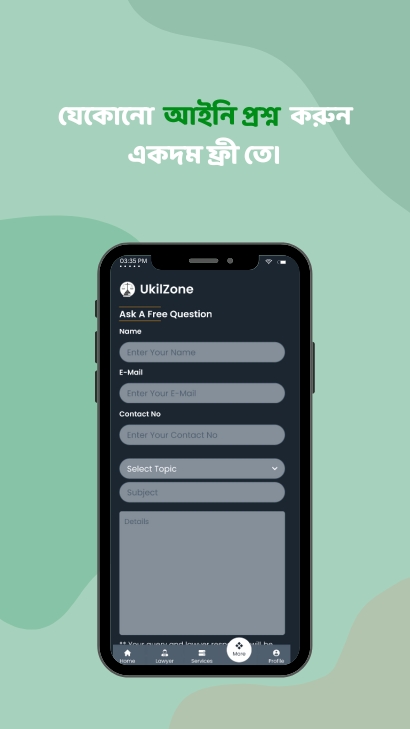 যেকোনো আইনি প্রশ্ন করুন
একদম ফ্রী তে।
03:35 PM
UkilZone
Ask A Free Question
Name
Enter Your Name
E-Mail
Enter Your E-Mail
Contact No
Enter Your Contact No
Select Topic
Subject
Details
** Your query and lawyer will be
Home Lawyer Services More Profile